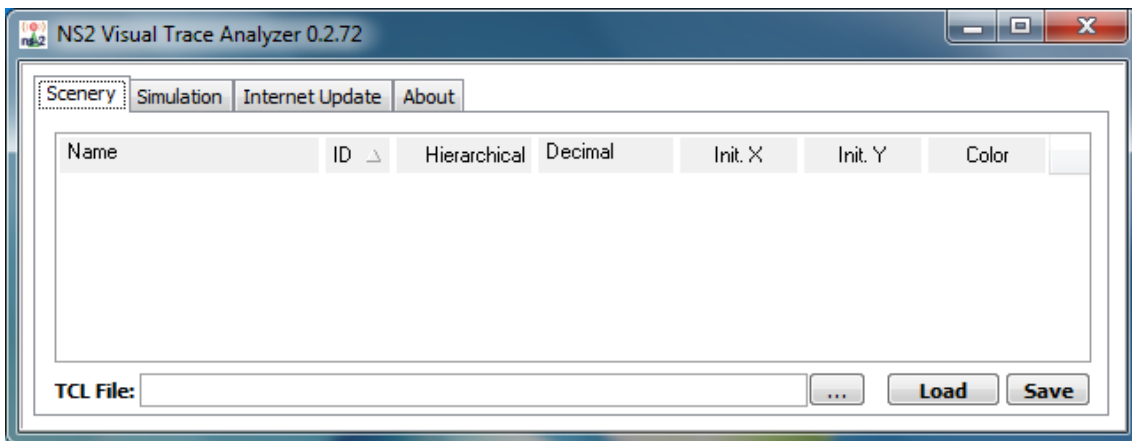 ns2 NS2 Visual Trace Analyzer 0.2.72
Scenery Simulation Internet Update About
Name ID Hierarchical Decimal Init. X Init. Y Color
TCL File: ... Load Save